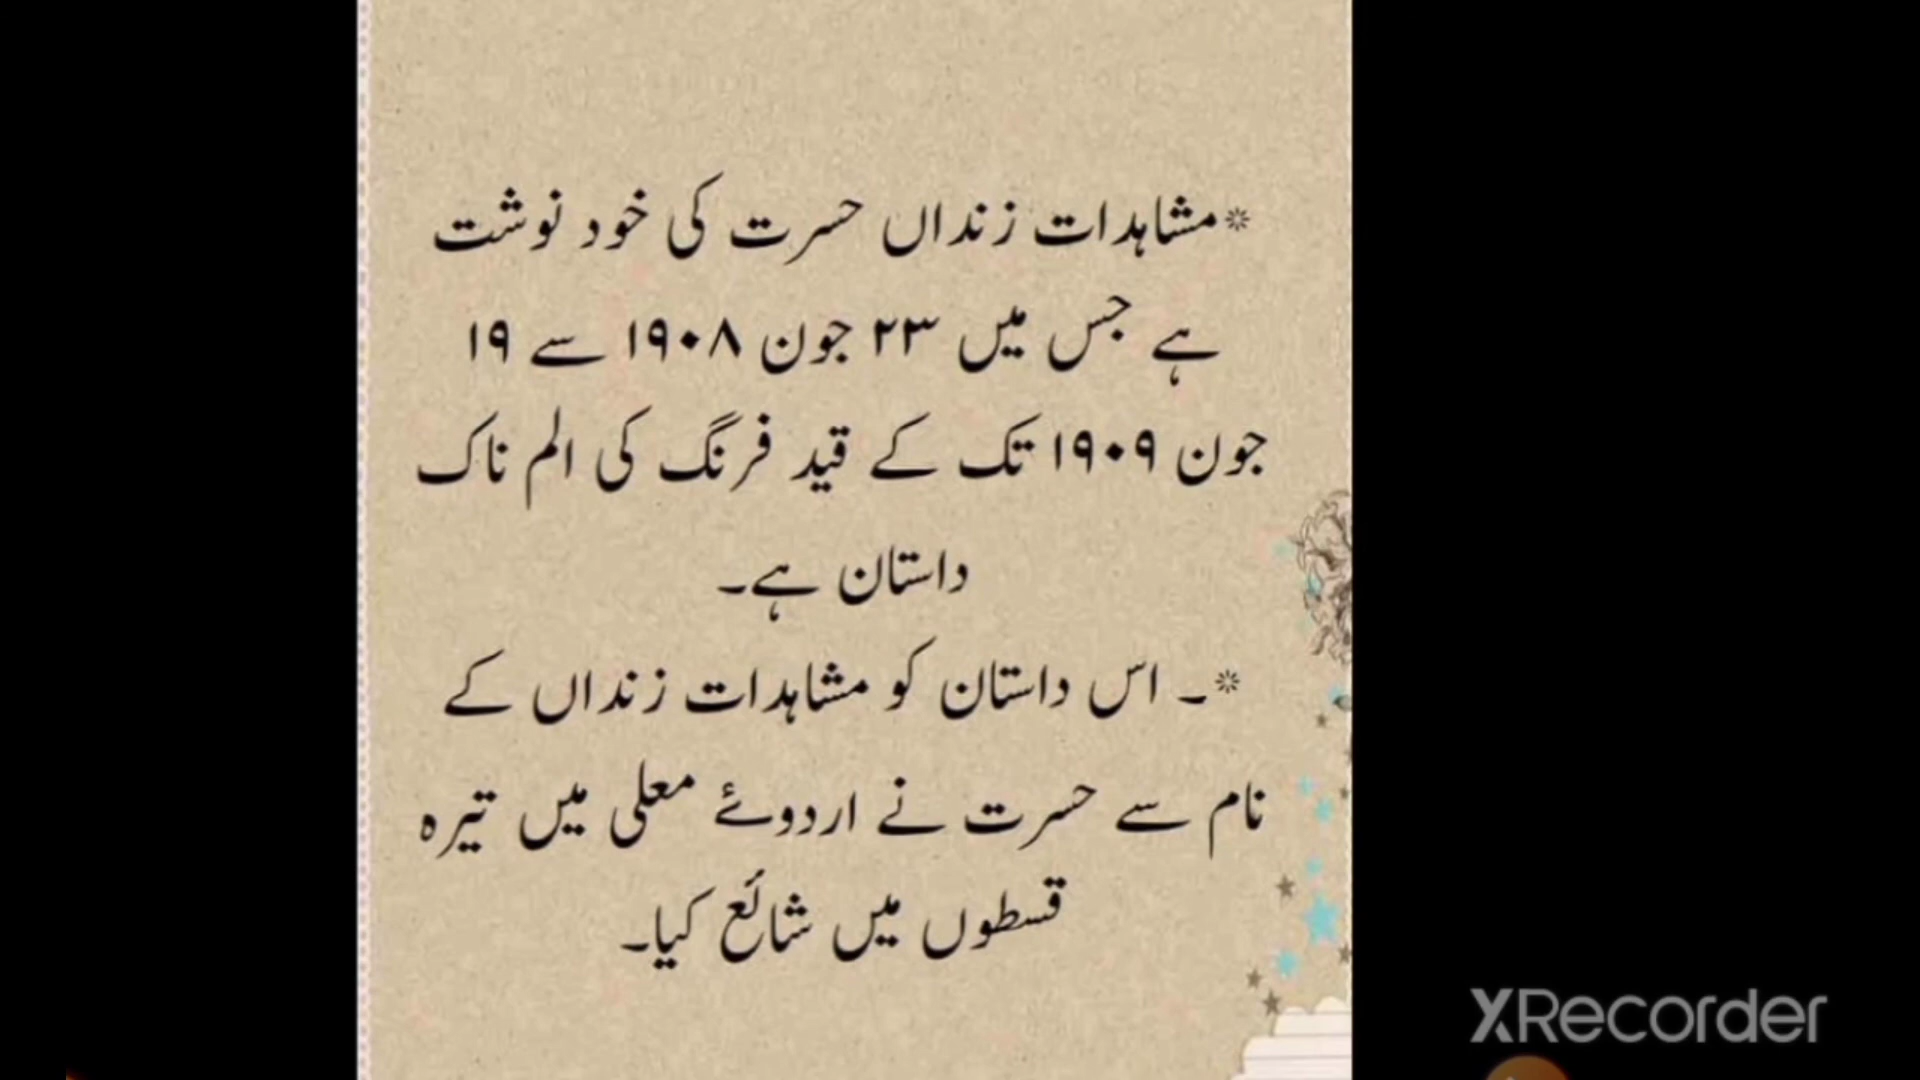 *مشاہدات زنداں حسرت کی خود نوشت
ہے جس میں ۲۳ جون ۱۹۰۸ سے ۱۹
جون ۱۹۰۹ تک کے قید فرنگ کی الم ناک
داستان ہے۔
*۔ اس داستان کو مشاہدات زنداں کے
نام سے حسرت نے اردوئے معلی میں تیرہ
قسطوں میں شائع کیا۔
XRecorder